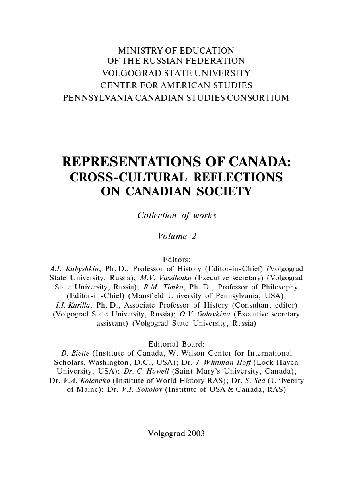 MINISTRY OF EDUCATION
OF THE RUSSIAN FEDERATION
VOLGOGRAD STATE UNIVERSITY
CENTER FOR AMERICAN STUDIES
PENNSYLVANIA CANADIAN STUDIES CONSORTIUM
REPRESENTATIONS OF CANADA:
CROSS-CULTURAL REFLECTIONS
ON CANADIAN SOCIETY
Collection of works
Volume 2
Editors:
A.I. Kubyshkin, Ph. D., Professor of History (Editor-in-Chief) (Volgograd
State University, Russia); M.V. Vasilenko (Executive secretary) (Volgograd
State University, Russia); R.M. Timko, Ph. D., Professor of Philosophy
(Editor-in-Chief) (Mansfield University of Pennsylvania, USA);
I.I. Kurilla, Ph. D., Associate Professor of History (Consultant editor)
(Volgograd State University, Russia); O.V. (Executive secretary
assistant) (Volgograd State University, Russia)
Editorial Board:
D. Biette (Institute of Canada, W. Wilson Center for International
Scholars, Washington, D.C., USA); Dr. J. Whitman Hoff (Lock Haven
University, USA); Dr. C. Howell (Saint Mary's University, Canada);
Dr. V.A. Koleneko (Institute of World History RAS); Dr. S. See (University
of Maine); Dr. V.I. Sokolov (Institute of USA & Canada, RAS)
Volgograd 2003